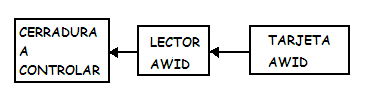 CERRADURA
A
CONTROLAR
LECTOR
AWID
TARJETA
AWID